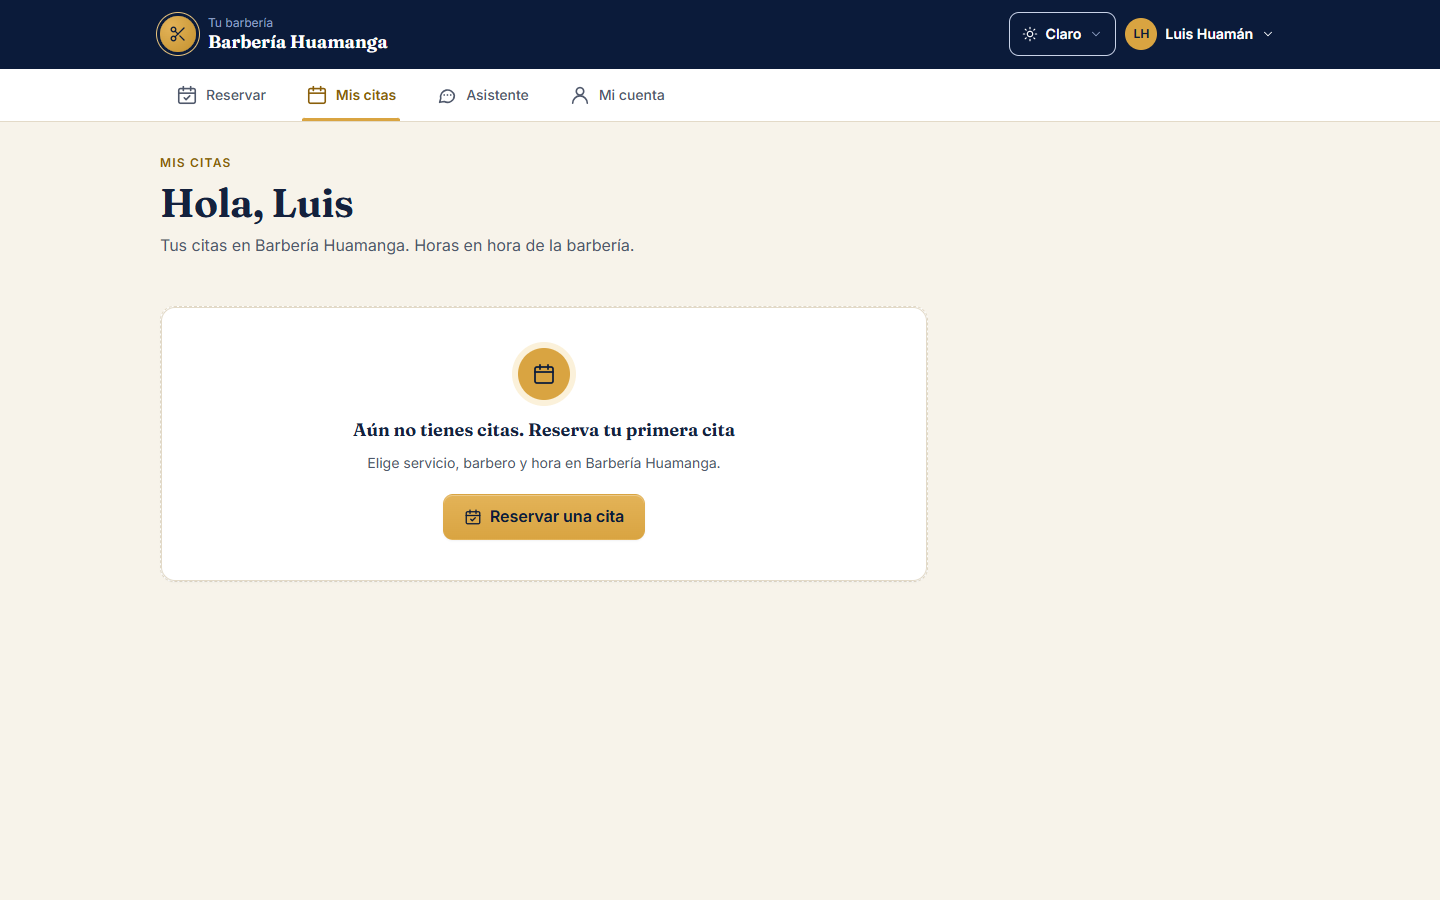 Tu barbería
Barbería Huamanga
Claro
LH
Luis Huamán
Reservar
Mis citas
Asistente
Mi cuenta
MIS CITAS
Hola, Luis
Tus citas en Barbería Huamanga. Horas en hora de la barbería.
Aún no tienes citas. Reserva tu primera cita
Elige servicio, barbero y hora en Barbería Huamanga.
Reservar una cita